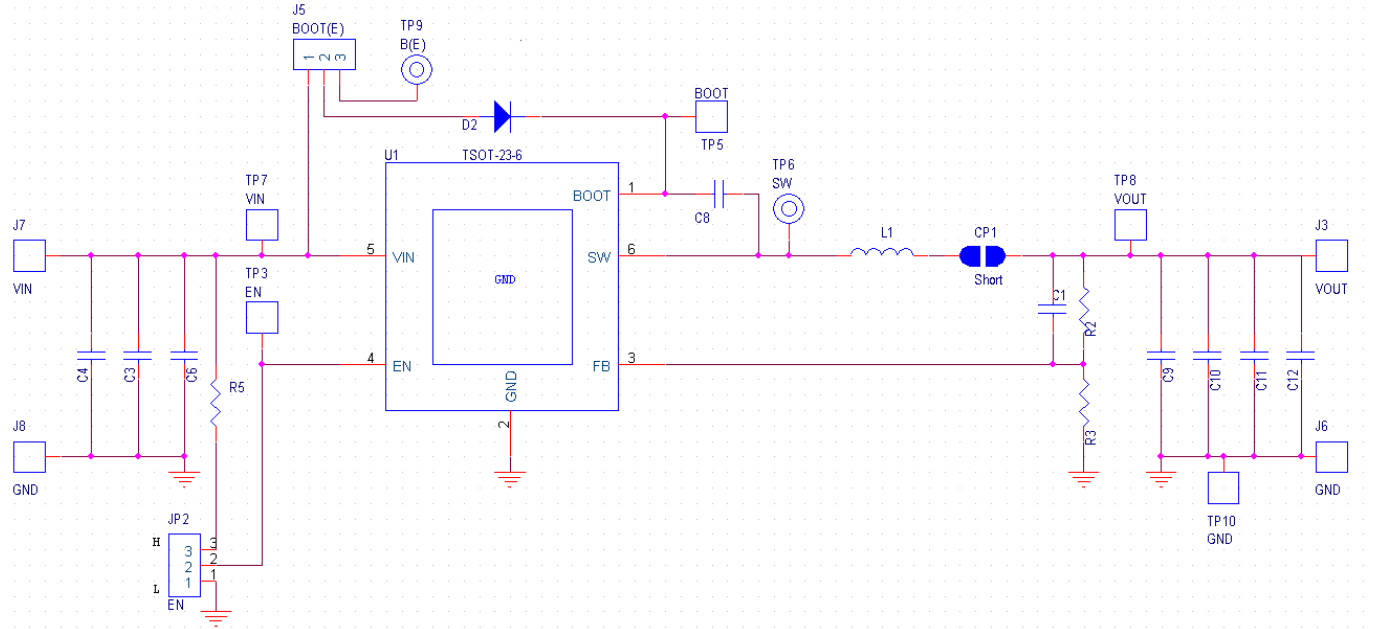 J5
BOOT(E)
1 2 3
TP9
B(E)
D2
BOOT
TP5
U1
TSOT-23-6
BOOT
1
C8
TP6
SW
TP7
VIN
J7
VIN
5
VIN
SW
6
L1
CP1
Short
TP8
VOUT
J3
VOUT
GND
TP3
EN
4
EN
FB
3
GND
2
C1
R2
R3
C4
C3
C6
R5
C9
C10
C11
C12
J8
GND
J6
GND
TP10
GND
JP2
H
3
3
2
2
1
1
L
EN